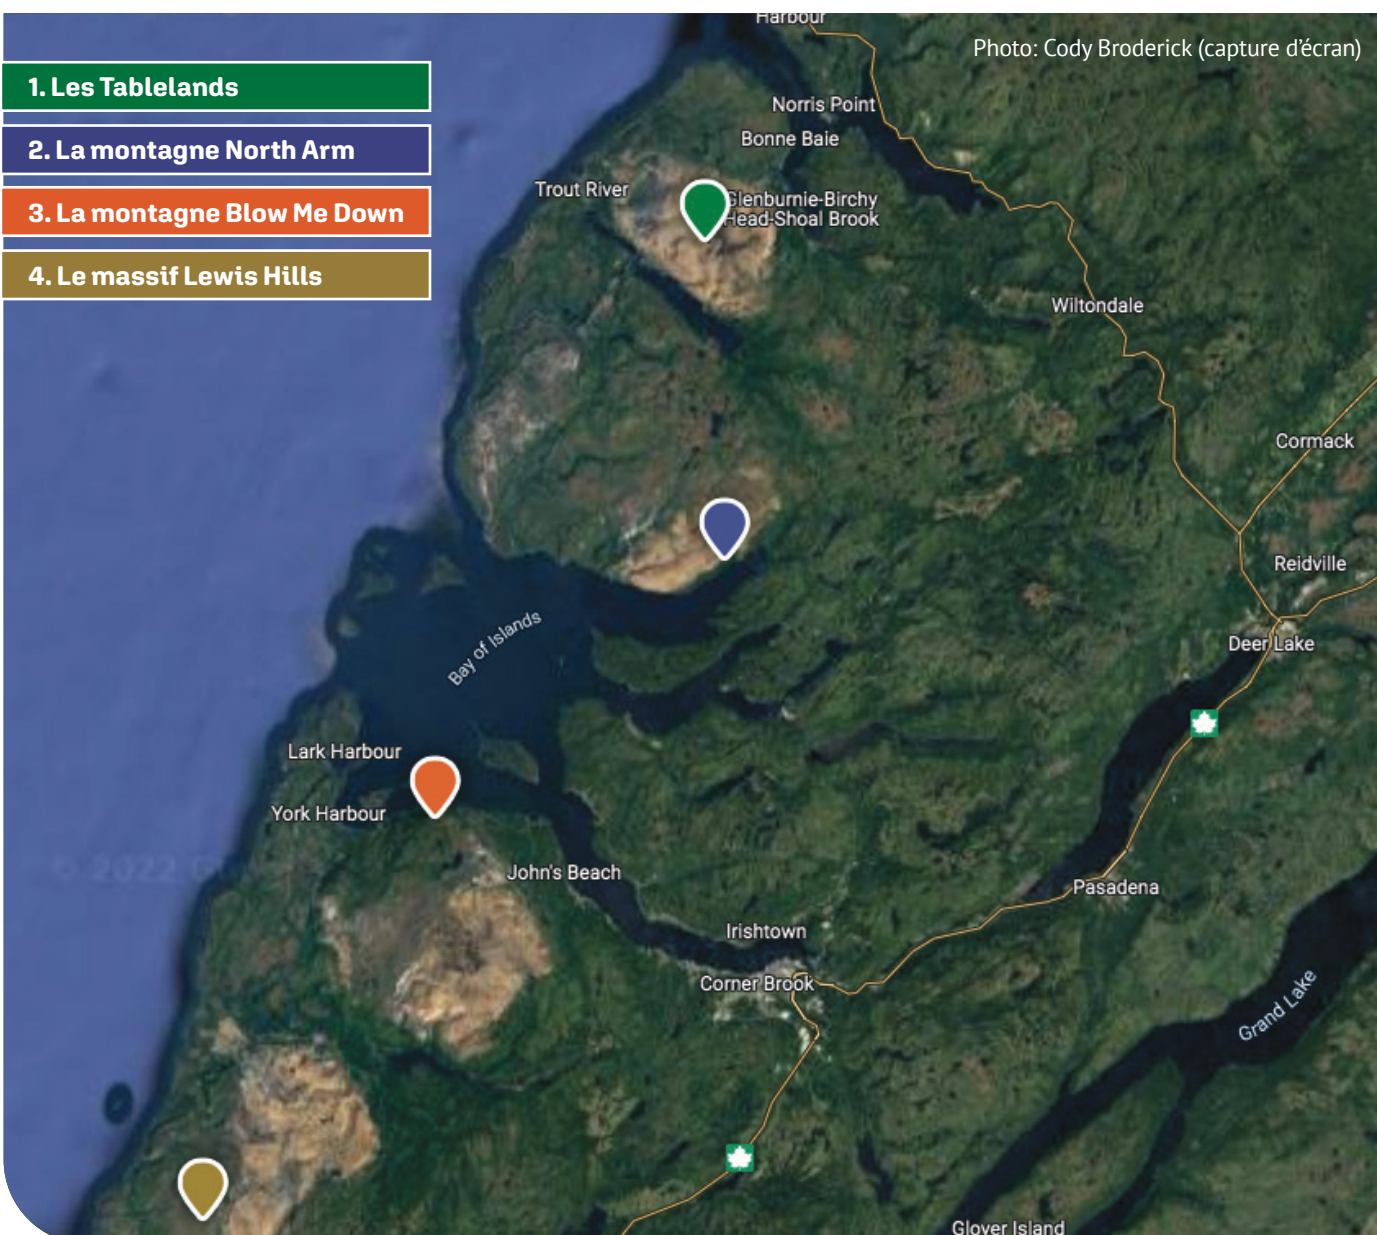 Harbour
Photo: Cody Broderick (capture d'écran)
1. Les Tablelands
2. La montagne North Arm
3. La montagne Blow Me Down
4. Le massif Lewis Hills
Norris Point
Bonne Baie
Trout River
Glenburnie-Birchy
Head-Shoal Brook
Wiltondale
Cormack
Reidville
Bay of Islands
Deer Lake
Lark Harbour
York Harbour
© 2022
John's Beach
Pasadena
Irishtown
Corner Brook
Grand Lake
Glover Island